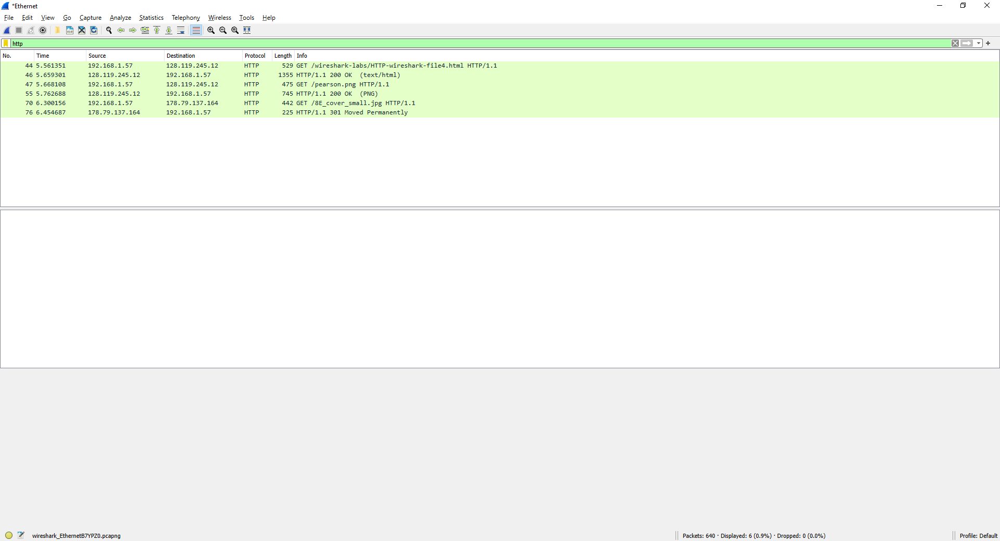 *Ethernet
File Edit View Go Capture Analyze Statistics Telephony Wireless Tools Help
http
No. Time Source Destination Protocol Length Info
44 5.561351 192.168.1.57 128.119.245.12 HTTP 529 GET /wireshark-labs/HTTP-wireshark-file4.html HTTP/1.1
46 5.659301 128.119.245.12 192.168.1.57 HTTP 1355 HTTP/1.1 200 OK (text/html)
47 5.668108 192.168.1.57 128.119.245.12 HTTP 475 GET /pearson.png HTTP/1.1
55 5.762688 128.119.245.12 192.168.1.57 HTTP 745 HTTP/1.1 200 OK (PNG)
70 6.300156 192.168.1.57 178.79.137.164 HTTP 442 GET /8E_cover_small.jpg HTTP/1.1
76 6.454687 178.79.137.164 192.168.1.57 HTTP 225 HTTP/1.1 301 Moved Permanently
wireshark_EthernetB7YPZ0.pcapng Packets: 640 · Displayed: 6 (0.9%) · Dropped: 0 (0.0%) Profile: Default